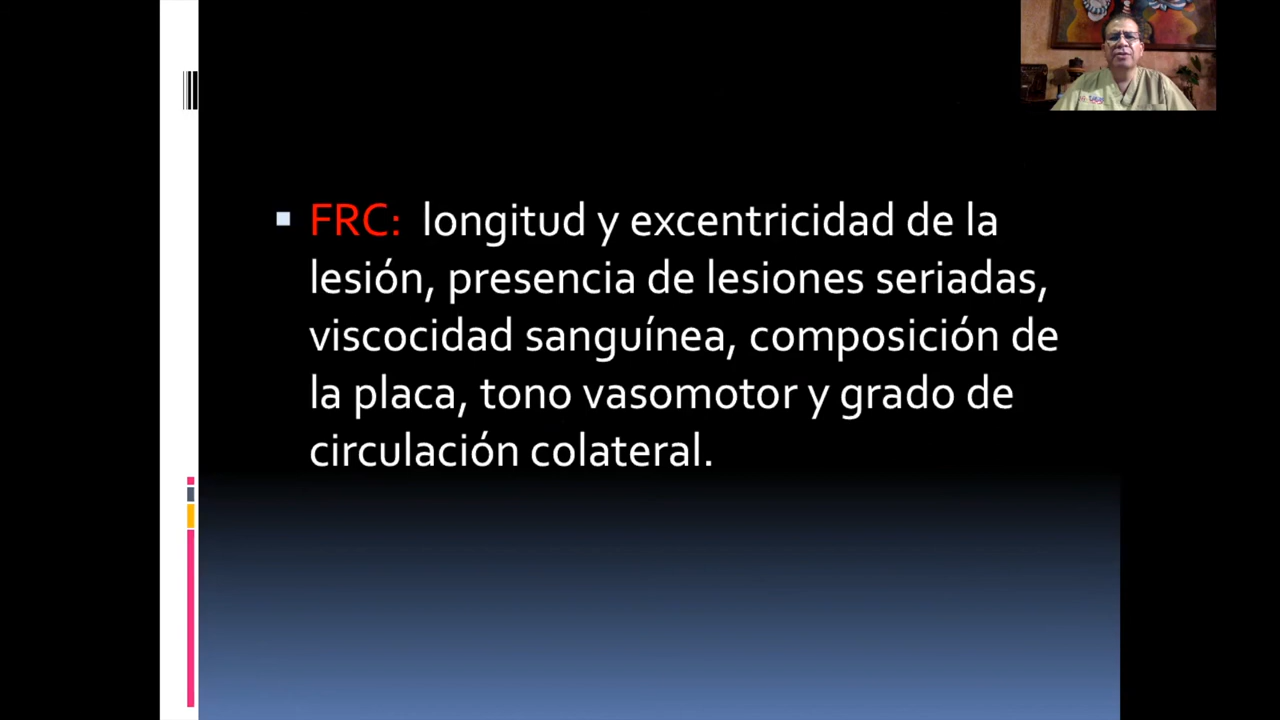 FRC: longitud y excentricidad de la
lesión, presencia de lesiones seriadas,
viscocidad sanguínea, composición de
la placa, tono vasomotor y grado de
circulación colateral.